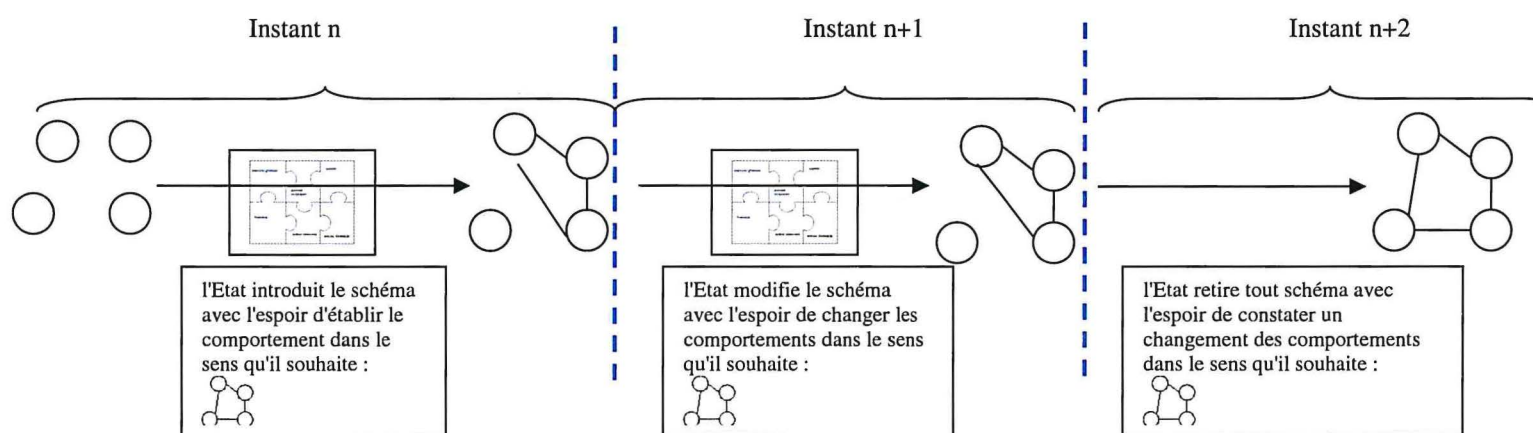 Instant n
Instant n+1
Instant n+2
l'Etat introduit le schéma
avec l'espoir d'établir le
comportement dans le
sens qu'il souhaite :
l'Etat modifie le schéma
avec l'espoir de changer les
comportements dans le sens
qu'il souhaite :
l'Etat retire tout schéma avec
l'espoir de constater un
changement des comportements
dans le sens qu'il souhaite :